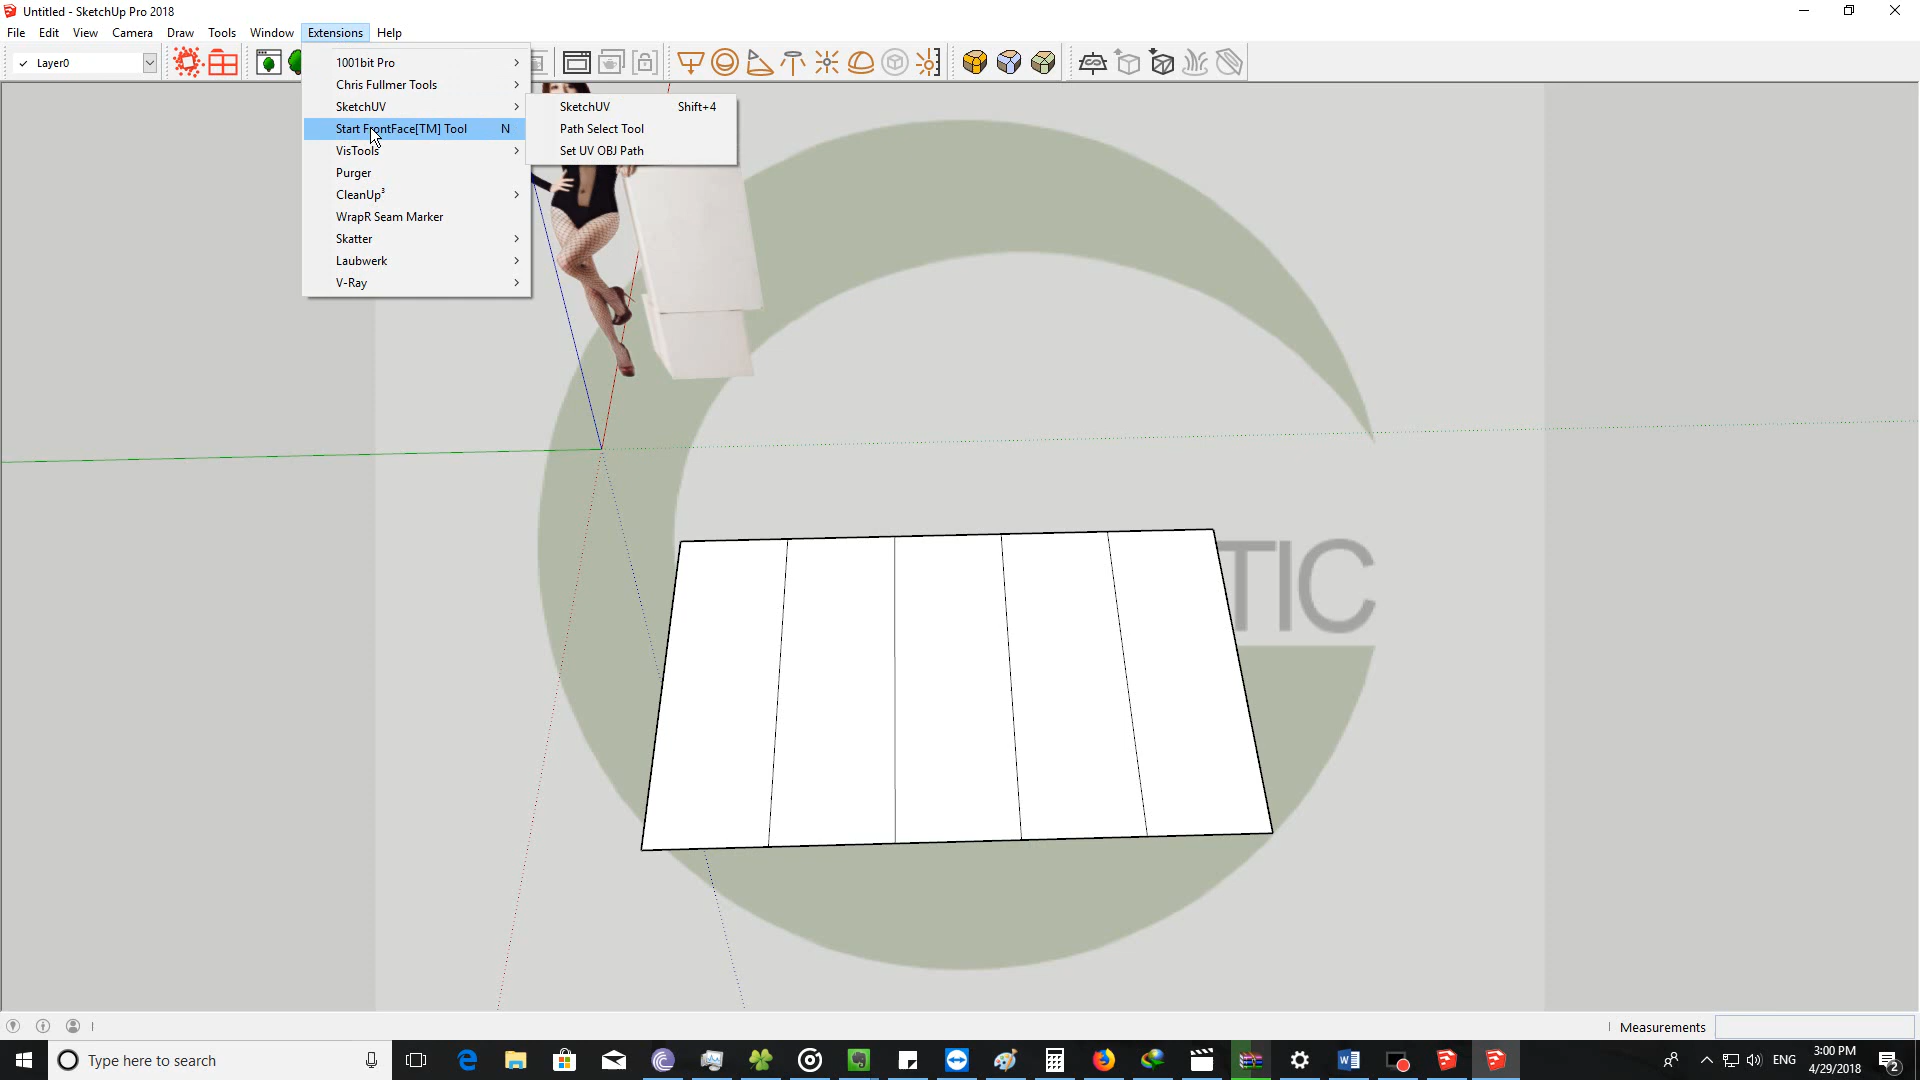 Untitled - SketchUp Pro 2018
File Edit View Camera Draw Tools Window Extensions Help
Layer0
1001bit Pro
Chris Fullmer Tools
SketchUV
Start FrontFace[TM] Tool N
VisTools
Purger
CleanUp³
WrapR Seam Marker
Skatter
Laubwerk
V-Ray
SketchUV Shift+4
Path Select Tool
Set UV OBJ Path
TIC
Measurements
Type here to search
ENG
3:00 PM
4/29/2018
2